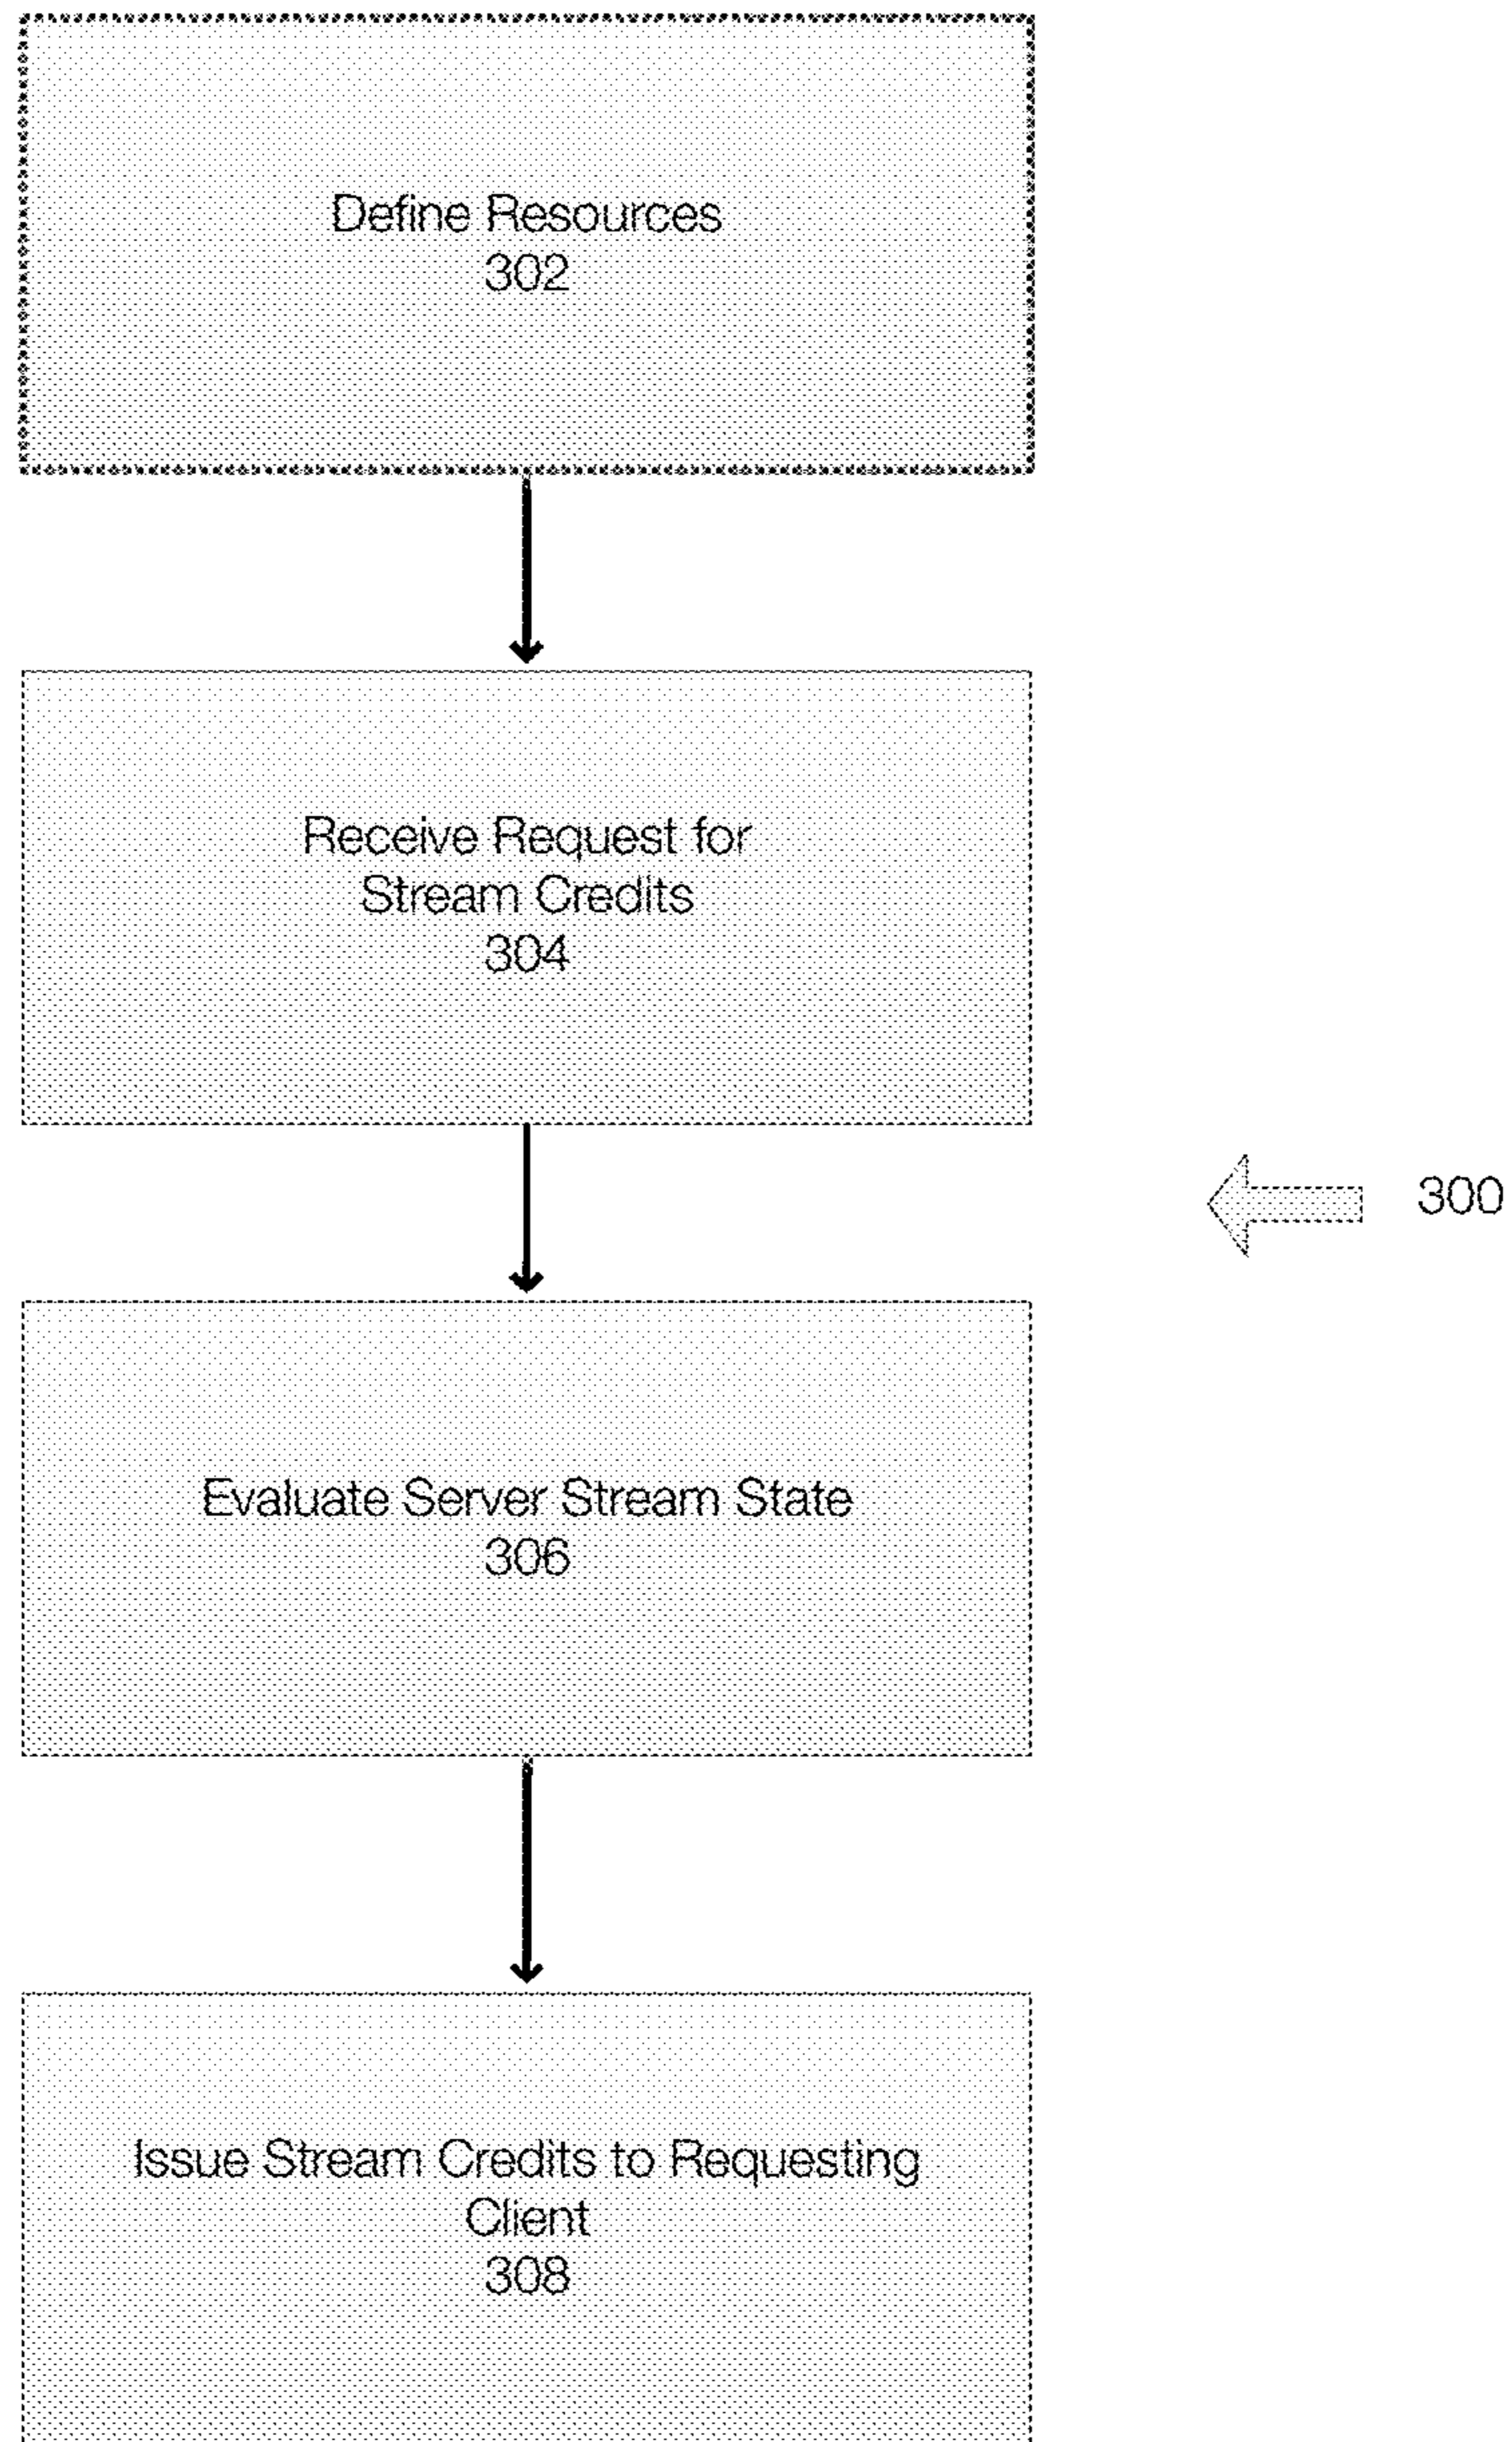 Define Resources
302
Receive Request for
Stream Credits
304
300
Evaluate Server Stream State
306
Issue Stream Credits to Requesting
Client
308